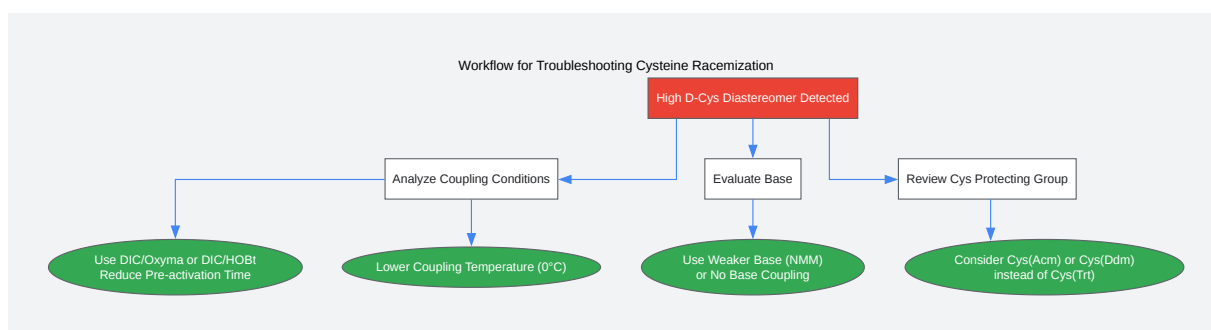 Workflow for Troubleshooting Cysteine Racemization
High D-Cys Diastereomer Detected
Analyze Coupling Conditions
Evaluate Base
Review Cys Protecting Group
Use DIC/Oxyma or DIC/HOBt
Reduce Pre-activation Time
Lower Coupling Temperature (0°C)
Use Weaker Base (NMM)
or No Base Coupling
Consider Cys(Acm) or Cys(Ddm)
instead of Cys(Trt)